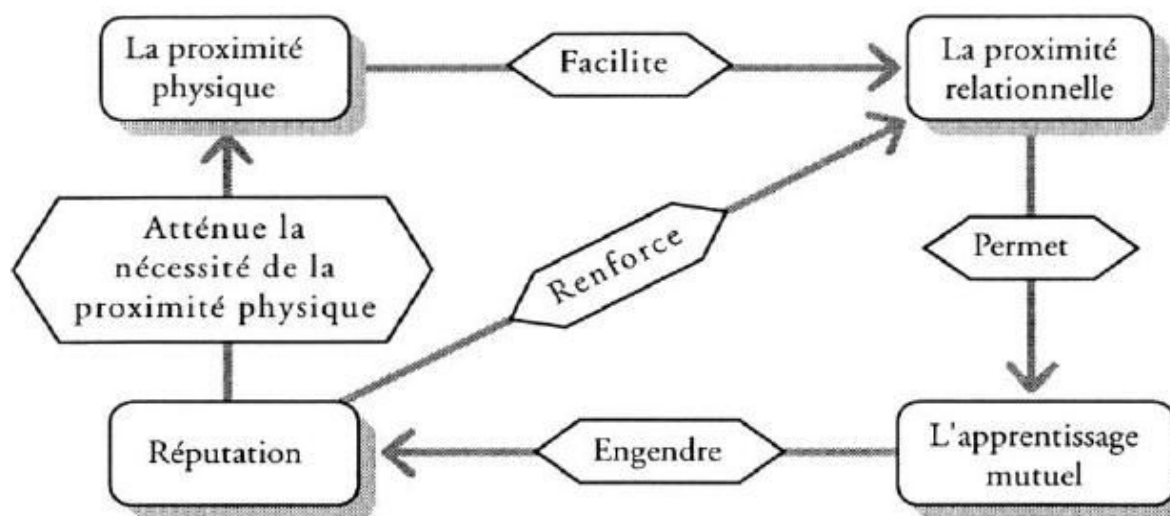 La proximité
physique
Facilite
La proximité
relationnelle
Atténue la
nécessité de la
proximité physique
Renforce
Permet
Réputation
Engendre
L'apprentissage
mutuel